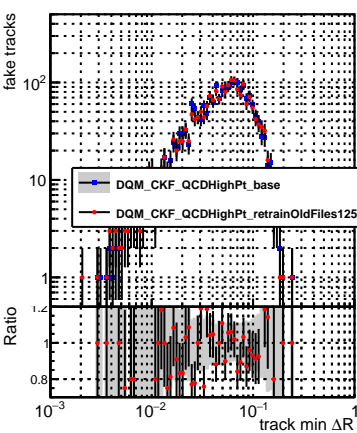 fake tracks
10²
10
1
DQM_CKF_QCDHighPt_base
DQM_CKF_QCDHighPt_retrainOldFiles125
Ratio
1.2
1
0.8
10⁻³ 10⁻² 10⁻¹ 1
track min ΔR